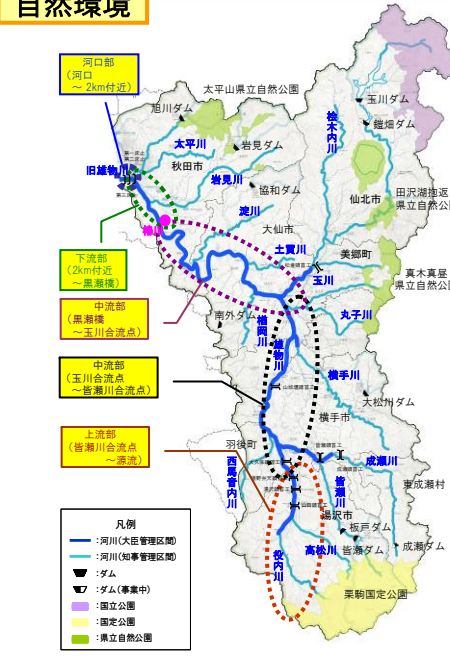 自然環境
河口部
(河口
～ 2km付近)
旭川ダム
太平山県立自然公園
玉川ダム
鎧畑ダム
太平川
岩見ダム
桧木内川
旧雄物川
秋田市
岩見川
協和ダム
仙北市
田沢湖抱返り
県立自然公
淀川
大仙市
土買川
美郷町
下流部
(2km付近
～黒瀬橋)
玉川
真木真昼
県立自然公
中流部
(黒瀬橋
～玉川合流点)
南外ダム
楢岡川
雄物川
丸子川
中流部
(玉川合流点
～皆瀬川合流点)
横手川
大松川ダム
横手市
上流部
(皆瀬川合流点
～源流)
羽後町
西馬音内川
成瀬川
皆瀬川
東成瀬村
湯沢市
板戸ダム
役内川
高松川
皆瀬ダム
成瀬ダム
栗駒国定公園
凡例
:河川(大臣管理区間)
:河川(知事管理区間)
:ダム
:ダム(事業中)
:国立公園
:国定公園
:県立自然公園